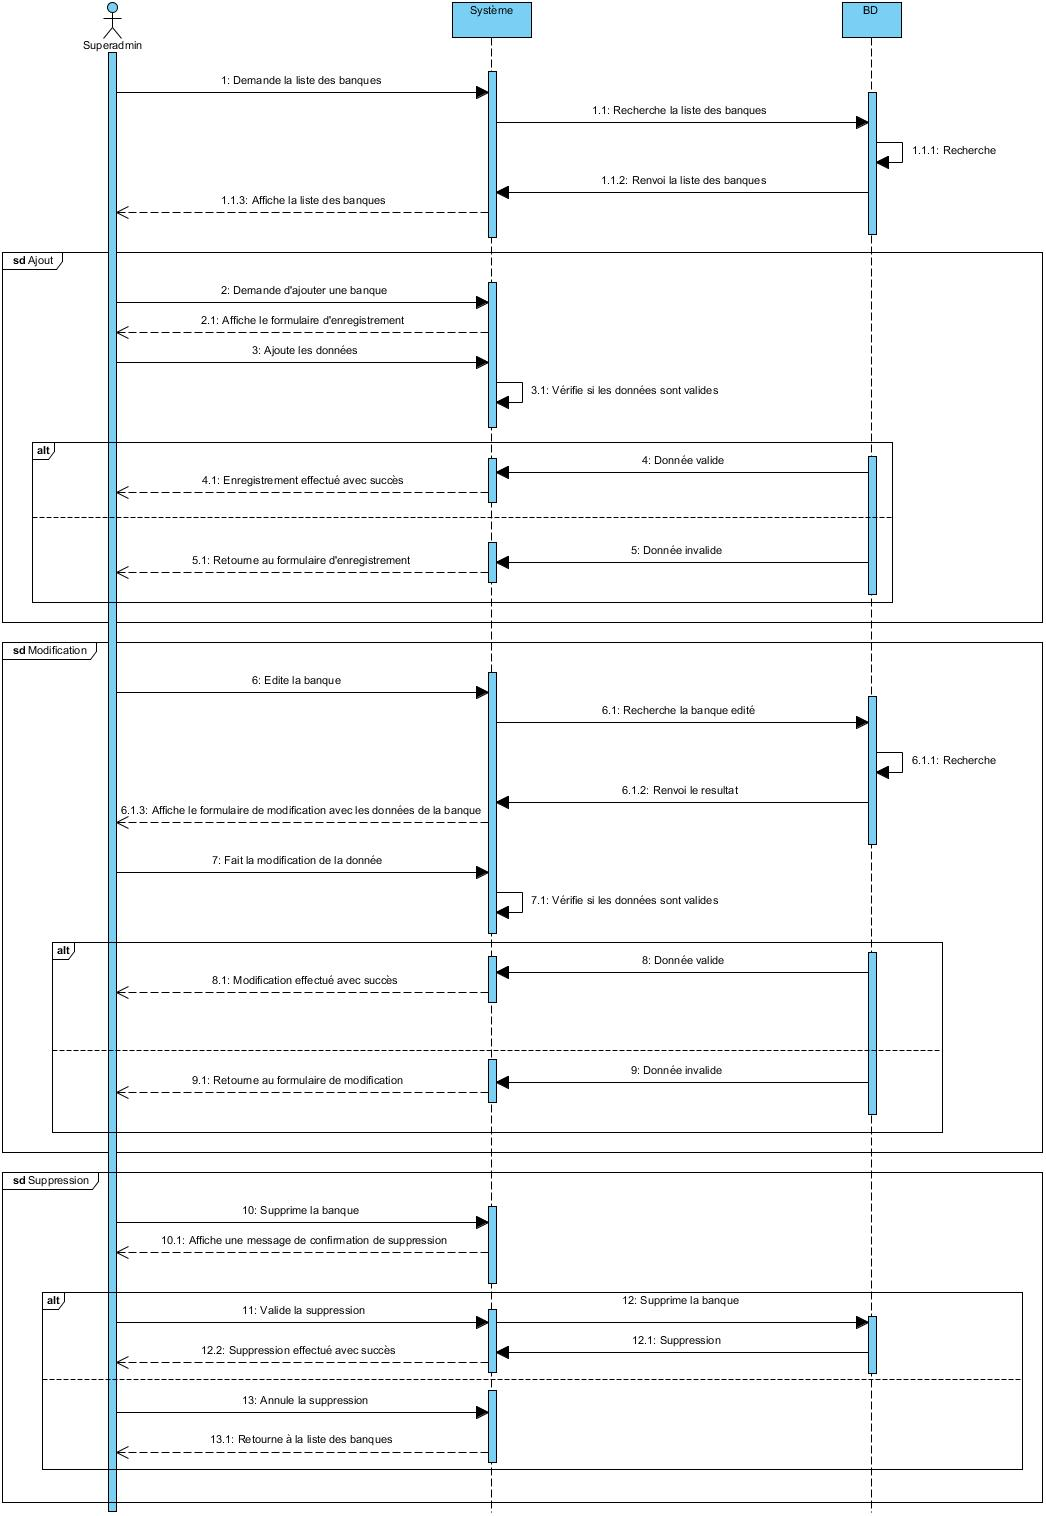 Superadmin
Système
BD
1: Demande la liste des banques
1.1: Recherche la liste des banques
1.1.1: Recherche
1.1.2: Renvoi la liste des banques
1.1.3: Affiche la liste des banques
sd Ajout
2: Demande d'ajouter une banque
2.1: Affiche le formulaire d'enregistrement
3: Ajoute les données
3.1: Vérifie si les données sont valides
alt
4: Donnée valide
4.1: Enregistrement effectué avec succès
5: Donnée invalide
5.1: Retourne au formulaire d'enregistrement
sd Modification
6: Edite la banque
6.1: Recherche la banque edité
6.1.1: Recherche
6.1.2: Renvoi le resultat
6.1.3: Affiche le formulaire de modification avec les données de la banque
7: Fait la modification de la donnée
7.1: Vérifie si les données sont valides
alt
8: Donnée valide
8.1: Modification effectué avec succès
9: Donnée invalide
9.1: Retourne au formulaire de modification
sd Suppression
10: Supprime la banque
10.1: Affiche une message de confirmation de suppression
alt
11: Valide la suppression
12: Supprime la banque
12.1: Suppression
12.2: Suppression effectué avec succès
13: Annule la suppression
13.1: Retourne à la liste des banques